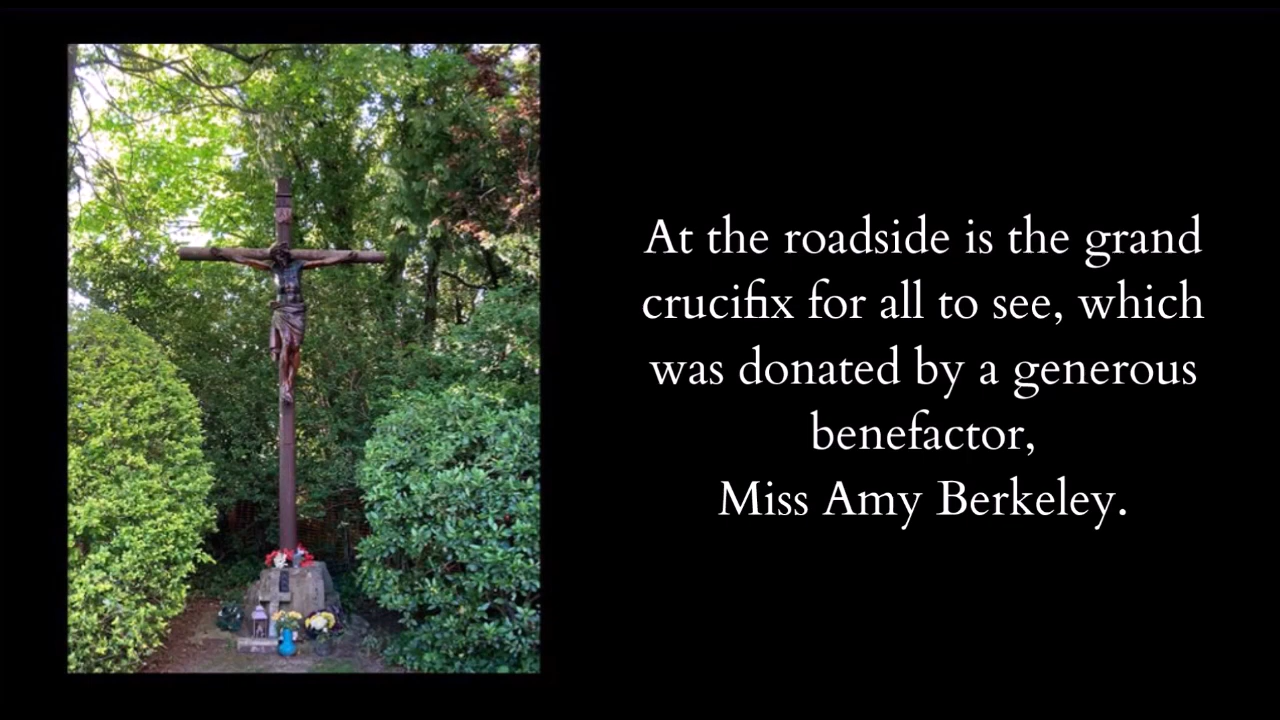 At the roadside is the grand
crucifix for all to see, which
was donated by a generous
benefactor,
Miss Amy Berkeley.